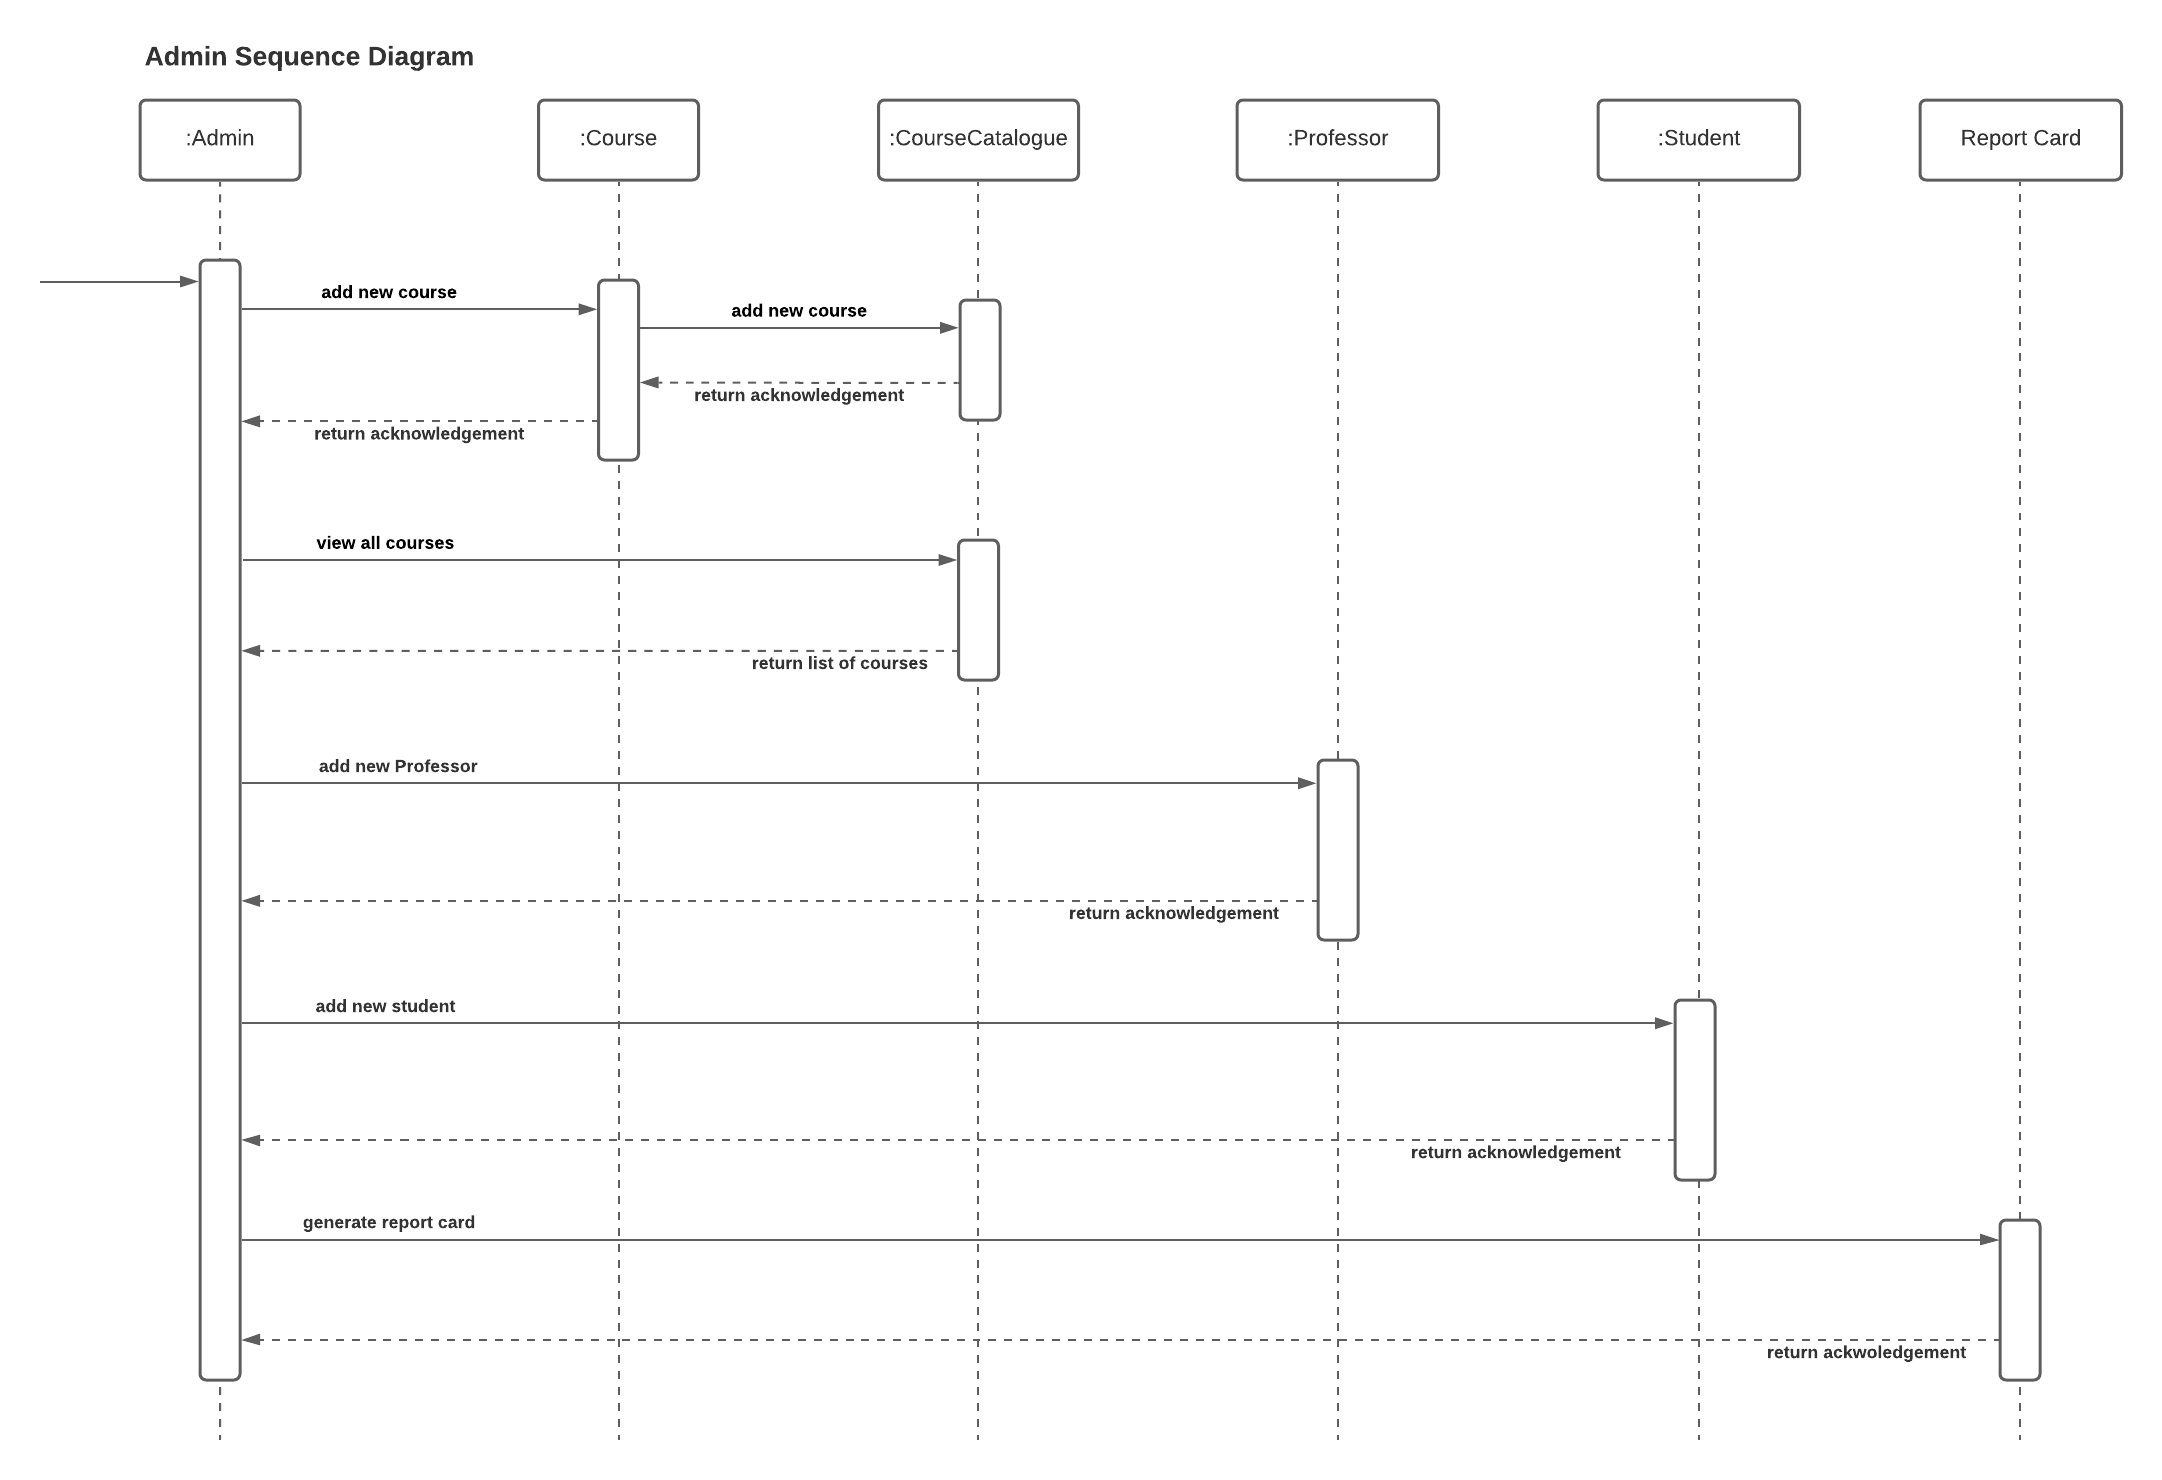 Admin Sequence Diagram
:Admin
:Course
:CourseCatalogue
:Professor
:Student
Report Card
add new course
add new course
return acknowledgement
return acknowledgement
view all courses
return list of courses
add new Professor
return acknowledgement
add new student
return acknowledgement
generate report card
return ackwoledgement